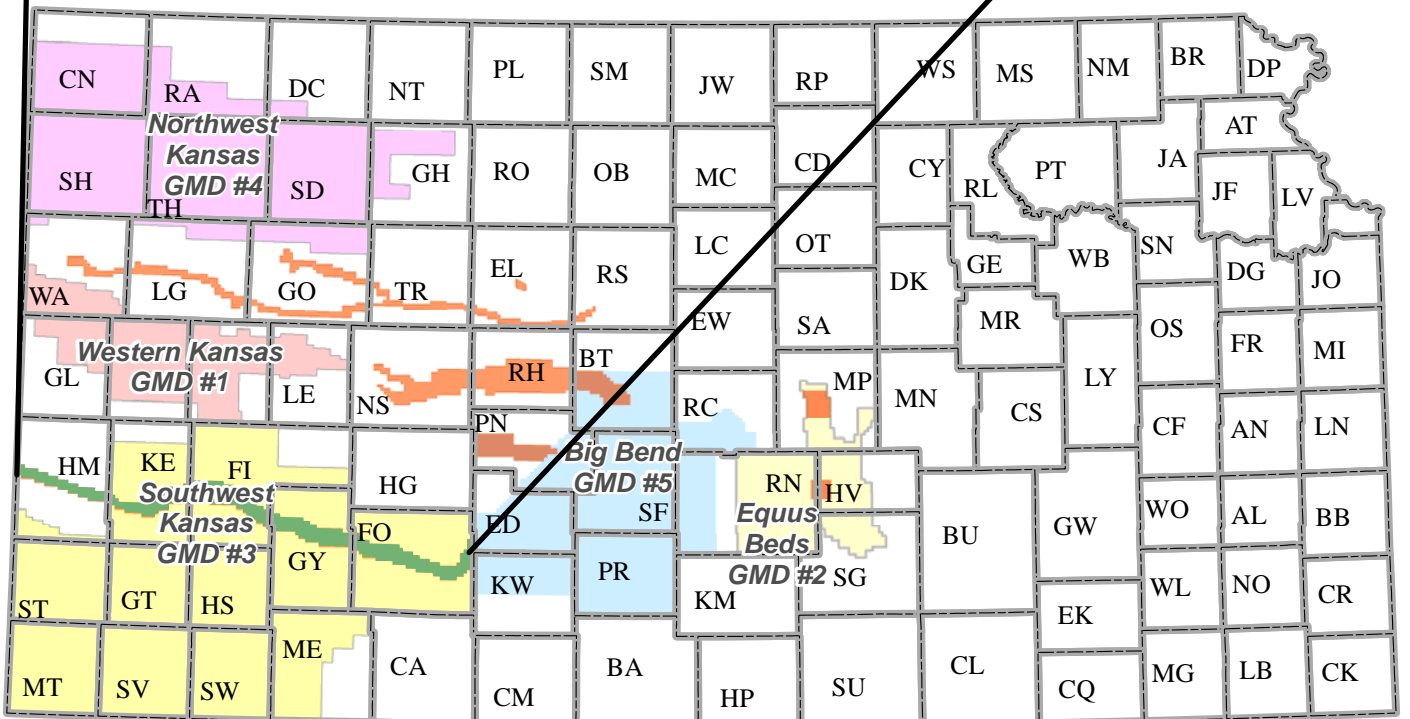 CN
RA
DC
NT
PL
SM
JW
RP
WS
MS
NM
BR
DP
Northwest
Kansas
GMD #4
SH
TH
SD
GH
RO
OB
MC
CD
CY
RL
PT
JA
AT
JF
LV
WA
LG
GO
TR
EL
RS
LC
OT
DK
GE
WB
SN
DG
JO
Western Kansas
GMD #1
GL
LE
NS
RH
BT
EW
SA
MR
OS
FR
MI
PN
RC
MP
MN
CS
LY
CF
AN
LN
HM
KE
FI
HG
Big Bend
GMD #5
SF
RN
HV
Southwest
Kansas
GMD #3
GY
FO
ED
Equus
Beds
GMD #2
BU
GW
WO
AL
BB
ST
GT
HS
KW
PR
KM
SG
EK
WL
NO
CR
MT
SV
SW
ME
CA
CM
BA
HP
SU
CL
CQ
MG
LB
CK